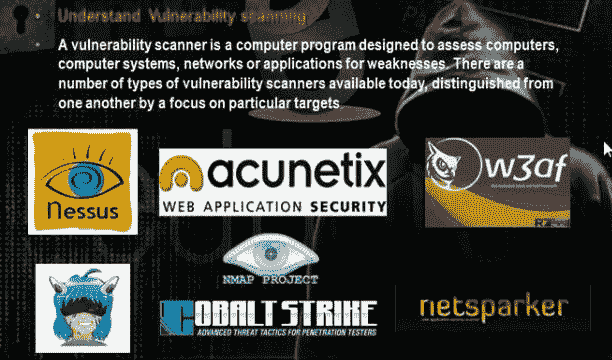 • Understand Vulnerability scanning
• A vulnerability scanner is a computer program designed to assess computers,
computer systems, networks or applications for weaknesses. There are a
number of types of vulnerability scanners available today, distinguished from
one another by a focus on particular targets
Nessus
acunetix
WEB APPLICATION SECURITY
w3af
NMAP PROJECT
COBALT STRIKE
ADVANCED THREAT TACTICS FOR PENETRATION TESTERS
netsparker